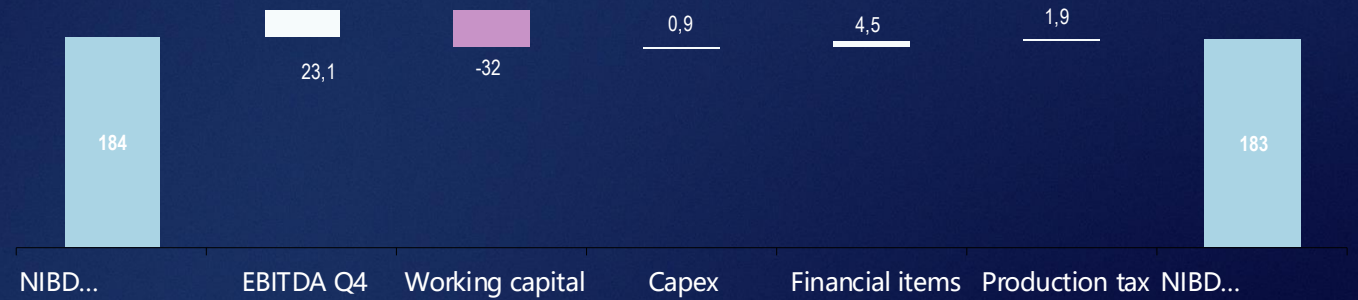 0,9
4,5
1,9
23,1
-32
184
183
NIBD...
EBITDA Q4
Working capital
Capex
Financial items
Production tax
NIBD...